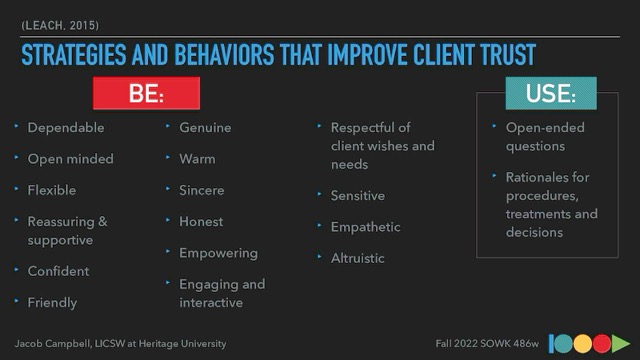 (LEACH, 2015)
STRATEGIES AND BEHAVIORS THAT IMPROVE CLIENT TRUST
BE:
Dependable
Open minded
Flexible
Reassuring &
supportive
Confident
Friendly
Genuine
Warm
Sincere
Honest
Empowering
Engaging and
interactive
Respectful of
client wishes and
needs
Sensitive
Empathetic
Altruistic
USE:
Open-ended
questions
Rationales for
procedures,
treatments and
decisions
Jacob Campbell, LICSW at Heritage University
Fall 2022 SOWK 486w